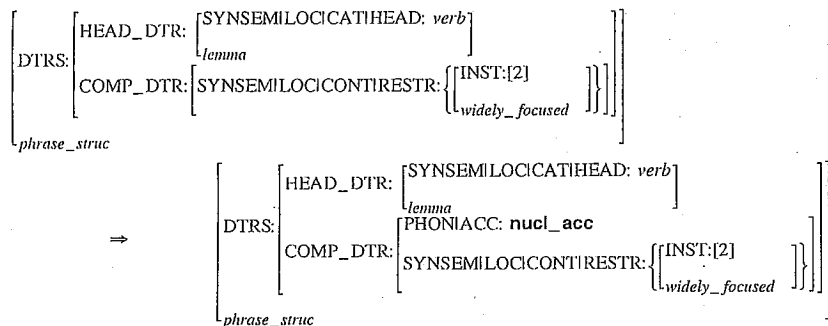 SYNSEM|LOC|CAT|HEAD: verb
HEAD_DTR:
lemma
DTRS:
COMP_DTR: SYNSEM|LOC|CONT|RESTR: INST:[2]
widely_focused
phrase_struc
SYNSEM|LOC|CAT|HEAD: verb
HEAD_DTR:
lemma
⇒ DTRS:
PHON|ACC: nucl_acc
COMP_DTR:
SYNSEM|LOC|CONT|RESTR: INST:[2]
widely_focused
phrase_struc